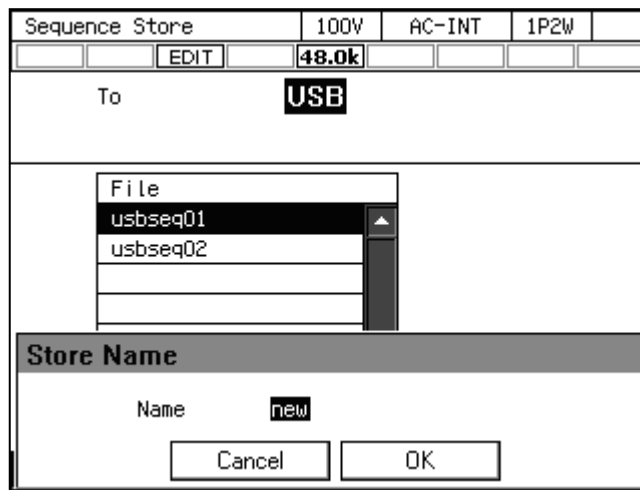 Sequence Store 100V AC-INT 1P2W
EDIT 48.0k
To USB
File
usbseq01
usbseq02
Store Name
Name new
Cancel OK